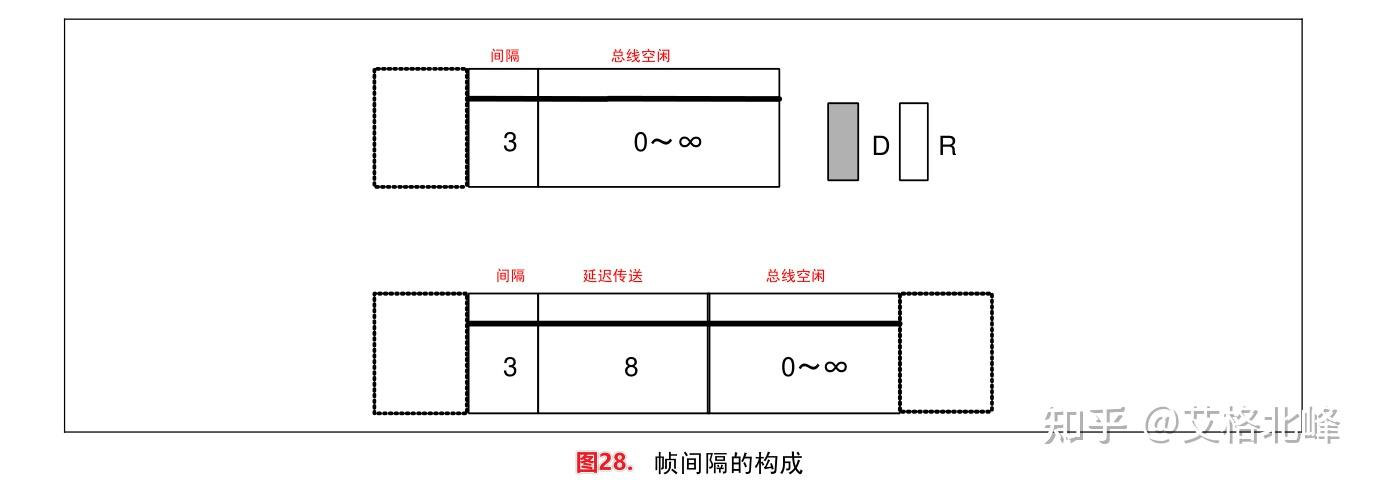 间隔 总线空闲
3 0～∞
D R
间隔 延迟传送 总线空闲
3 8 0～∞
知乎 @艾格北峰
图28. 帧间隔的构成